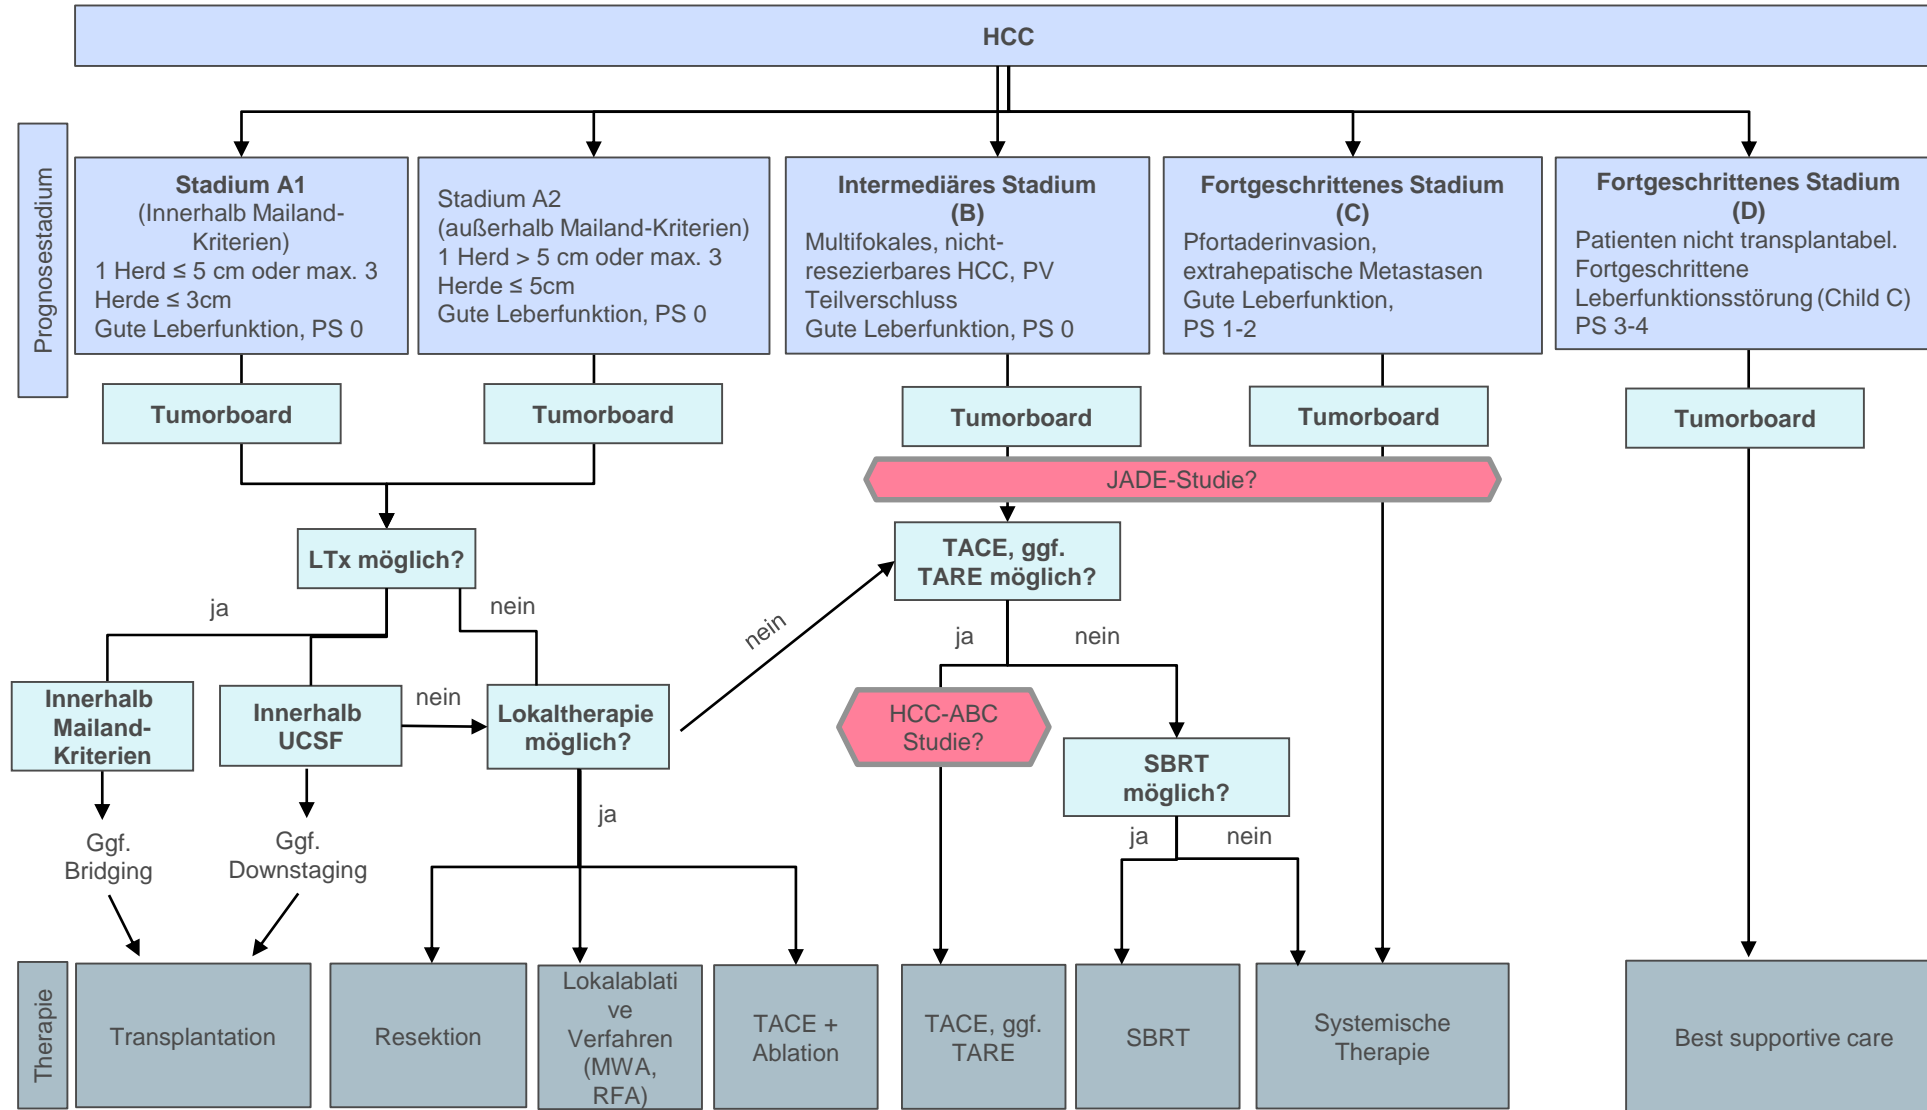 HCC
Prognosestadium
Stadium A1
(Innerhalb Mailand-
Kriterien)
1 Herd ≤ 5 cm oder max. 3
Herde ≤ 3cm
Gute Leberfunktion, PS 0
Stadium A2
(außerhalb Mailand-Kriterien)
1 Herd > 5 cm oder max. 3
Herde ≤ 5cm
Gute Leberfunktion, PS 0
Intermediäres Stadium
(B)
Multifokales, nicht-
resezierbares HCC, PV
Teilverschluss
Gute Leberfunktion, PS 0
Fortgeschrittenes Stadium
(C)
Pfortaderinvasion,
extrahepatische Metastasen
Gute Leberfunktion,
PS 1-2
Fortgeschrittenes Stadium
(D)
Patienten nicht transplantabel.
Fortgeschrittene
Leberfunktionsstörung (Child C)
PS 3-4
Tumorboard
Tumorboard
Tumorboard
Tumorboard
Tumorboard
JADE-Studie?
LTx möglich?
TACE, ggf.
TARE möglich?
ja
nein
nein
ja
nein
Innerhalb
Mailand-
Kriterien
Innerhalb
UCSF
nein
Lokaltherapie
möglich?
HCC-ABC
Studie?
SBRT
möglich?
Ggf.
Bridging
Ggf.
Downstaging
ja
ja
nein
Therapie
Transplantation
Resektion
Lokalablati
ve
Verfahren
(MWA,
RFA)
TACE +
Ablation
TACE, ggf.
TARE
SBRT
Systemische
Therapie
Best supportive care